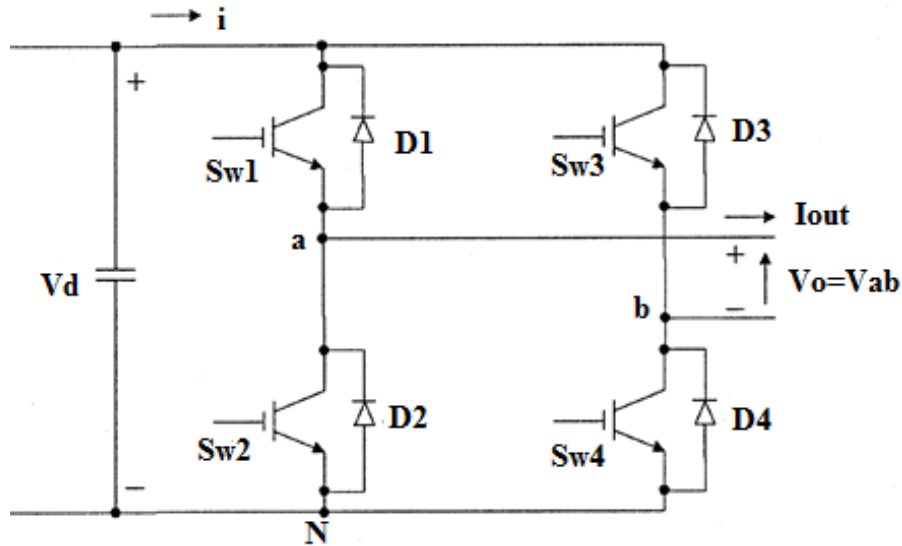 i
+
D1
D3
Sw1
Sw3
Iout
a
+
Vd
Vo=Vab
b
−
D2
D4
Sw2
Sw4
−
N